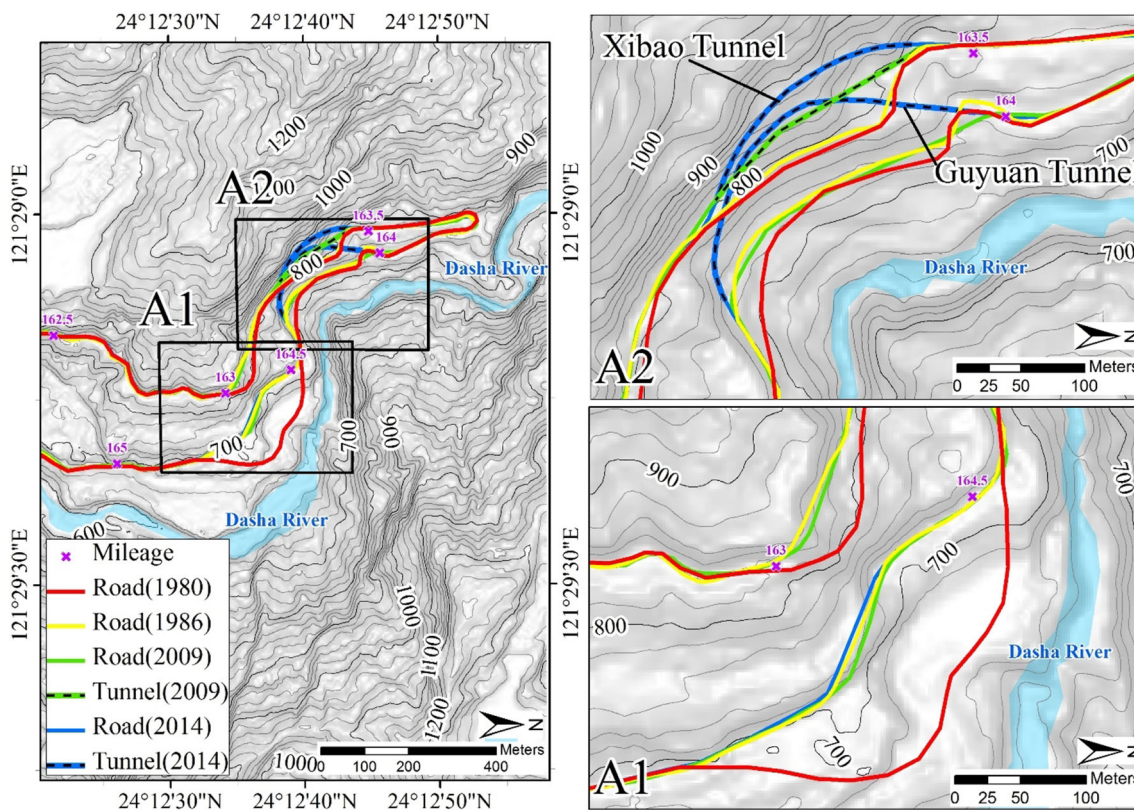 24°12'30"N 24°12'40"N 24°12'50"N
121°29'0"E
121°29'30"E
1200
900
A2
1200
1000
163.5
164
800
Dasha River
A1
162.5
163
164.5
700
700
900
165
Dasha River
600
1000
1100
1200
1000
Mileage
Road(1980)
Road(1986)
Road(2009)
Tunnel(2009)
Road(2014)
Tunnel(2014)
N
0 100 200 400 Meters
24°12'30"N 24°12'40"N 24°12'50"N
Xibao Tunnel
163.5
164
1000
900
800
Guyuan Tunnel
700
121°29'0"E
Dasha River
700
N
A2
Meters
0 25 50 100
900
164.5
700
163
700
121°29'30"E
800
Dasha River
700
N
A1
Meters
0 25 50 100